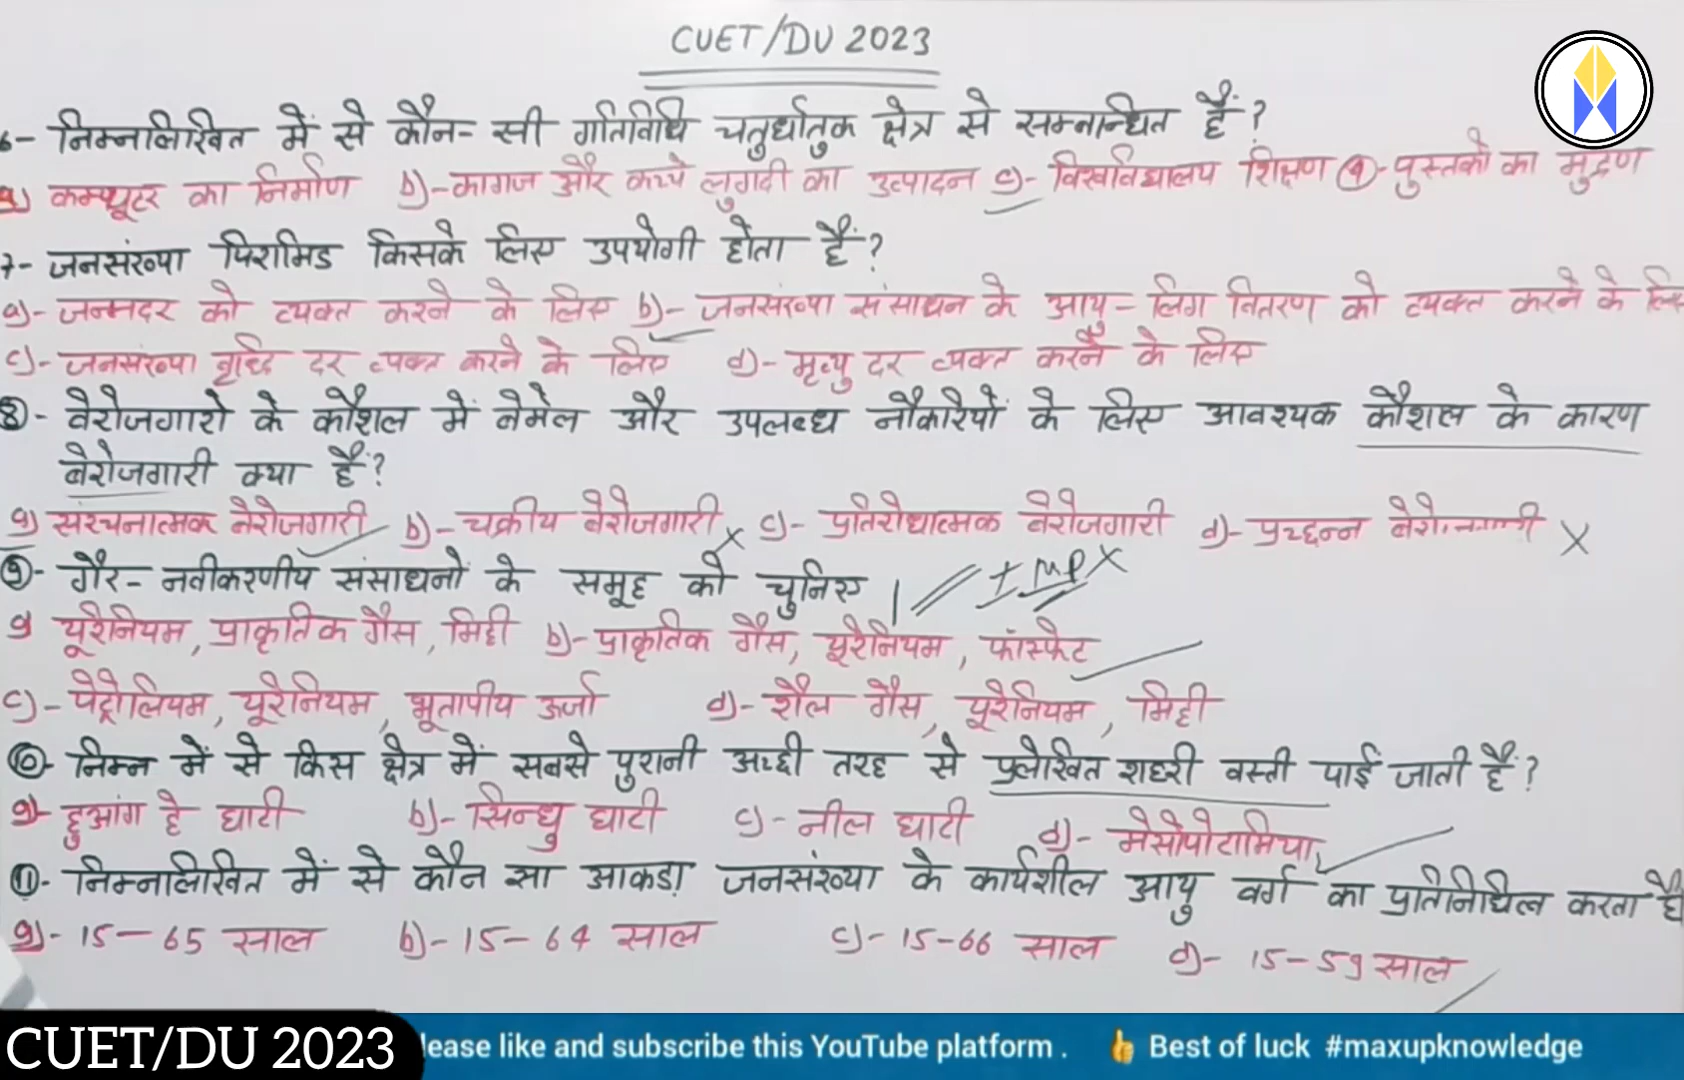 CUET/DU 2023
6- निम्नलिखित में से कौन-सी गतिविधि चतुर्थातुक क्षेत्र से सम्नान्धित है?
a) कम्प्यूटर का निर्माण b)- कागज और कच्चे लुगदी का उत्पादन c)- विश्वविद्यालय शिक्षण d)- पुस्तको का मुद्रण
7- जनसंख्या पिरामिड किसके लिए उपयोगी होता है?
a)- जन्मदर को व्यक्त करने के लिए b)- जनसंख्या संसाधन के आयु-लिंग वितरण को व्यक्त करने के लिए
c)- जनसंख्या वृद्धि दर व्यक्त करने के लिए d)- मृत्यु दर व्यक्त करने के लिए
8- वेरोजगारो के कौशल में बेमेल और उपलब्ध नौकरियों के लिए आवश्यक कौशल के कारण
बेरोजगारी क्या है?
a) संरचनात्मक बेरोजगारी b)- चक्रीय बेरोजगारी c)- प्रतिरोधात्मक बेरोजगारी d)- प्रच्छन्न
9- गैर-नवीकरणीय संसाधनो के समूह को चुनिए। IMP
a) यूरेनियम, प्राकृतिक गैस, मिट्टी b)- प्राकृतिक गैस, यूरेनियम, फॉस्फेट
c)- पेट्रोलियम, यूरेनियम, भूतापीय ऊर्जा d)- शैल गैस, यूरेनियम, मिट्टी
10- निम्न में से किस क्षेत्र में सबसे पुरानी अच्छी तरह से प्रलेखित शहरी वस्ती पाई जाती है?
a)- हुआंग हे घाटी b)- सिन्धु घाटी c)- नील घाटी d)- मेसोपोटामिया
11- निम्नलिखित में से कौन सा आकडा़ जनसंख्या के कार्यशील आयु वर्ग का प्रतिनिधित्व करता है
a)- 15-65 साल b)- 15-64 साल c)- 15-66 साल d)- 15-59 साल
CUET/DU 2023 lease like and subscribe this YouTube platform . 👍 Best of luck #maxupknowledge